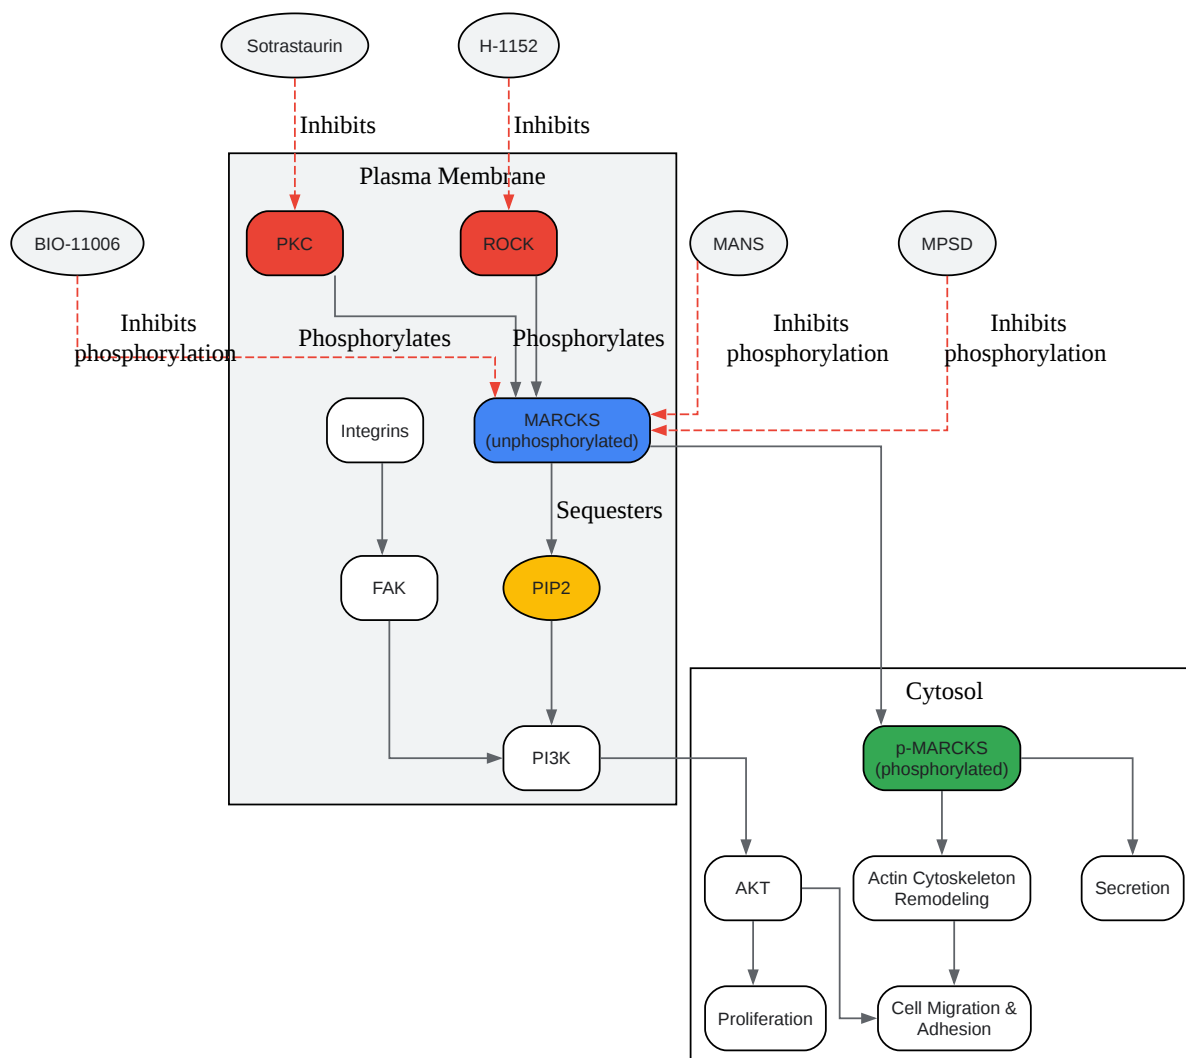 Sotrastaurin
H-1152
Inhibits
Inhibits
Plasma Membrane
BIO-11006
PKC
ROCK
MANS
MPSD
Inhibits
phosphorylation
Phosphorylates
Phosphorylates
Inhibits
phosphorylation
Inhibits
phosphorylation
Integrins
MARCKS
(unphosphorylated)
Sequesters
FAK
PIP2
Cytosol
PI3K
p-MARCKS
(phosphorylated)
AKT
Actin Cytoskeleton
Remodeling
Secretion
Proliferation
Cell Migration &
Adhesion